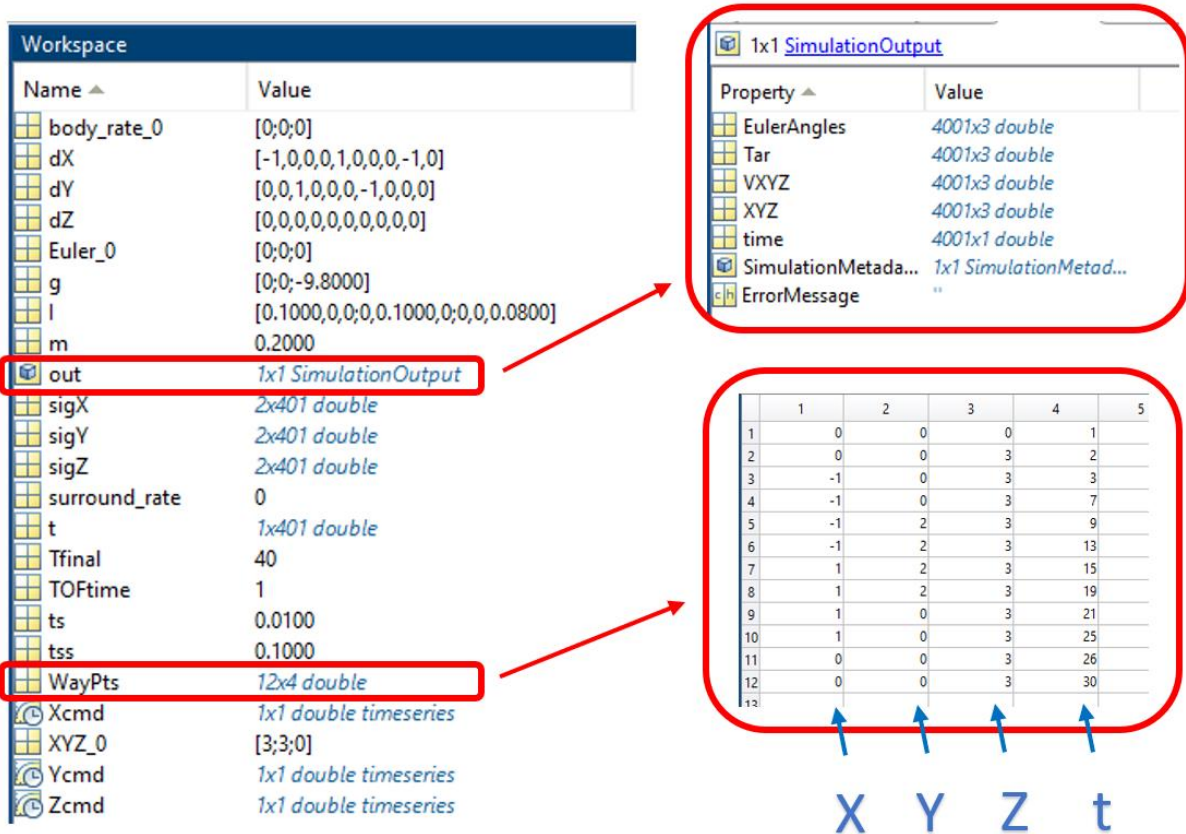 Workspace
Name Value
body_rate_0 [0;0;0]
dX [-1,0,0,0,1,0,0,0,-1,0]
dY [0,0,1,0,0,0,-1,0,0,0]
dZ [0,0,0,0,0,0,0,0,0,0]
Euler_0 [0;0;0]
g [0;0;-9.8000]
I [0.1000,0,0;0,0.1000,0;0,0,0.0800]
m 0.2000
out 1x1 SimulationOutput
sigX 2x401 double
sigY 2x401 double
sigZ 2x401 double
surround_rate 0
t 1x401 double
Tfinal 40
TOFtime 1
ts 0.0100
tss 0.1000
WayPts 12x4 double
Xcmd 1x1 double timeseries
XYZ_0 [3;3;0]
Ycmd 1x1 double timeseries
Zcmd 1x1 double timeseries
1x1 SimulationOutput
Property Value
EulerAngles 4001x3 double
Tar 4001x3 double
VXYZ 4001x3 double
XYZ 4001x3 double
time 4001x1 double
SimulationMetada... 1x1 SimulationMetad...
ch ErrorMessage ''
1 2 3 4 5
1 0 0 0 1
2 0 0 3 2
3 -1 0 3 3
4 -1 0 3 7
5 -1 2 3 9
6 -1 2 3 13
7 1 2 3 15
8 1 2 3 19
9 1 0 3 21
10 1 0 3 25
11 0 0 3 26
12 0 0 3 30
13
X Y Z t